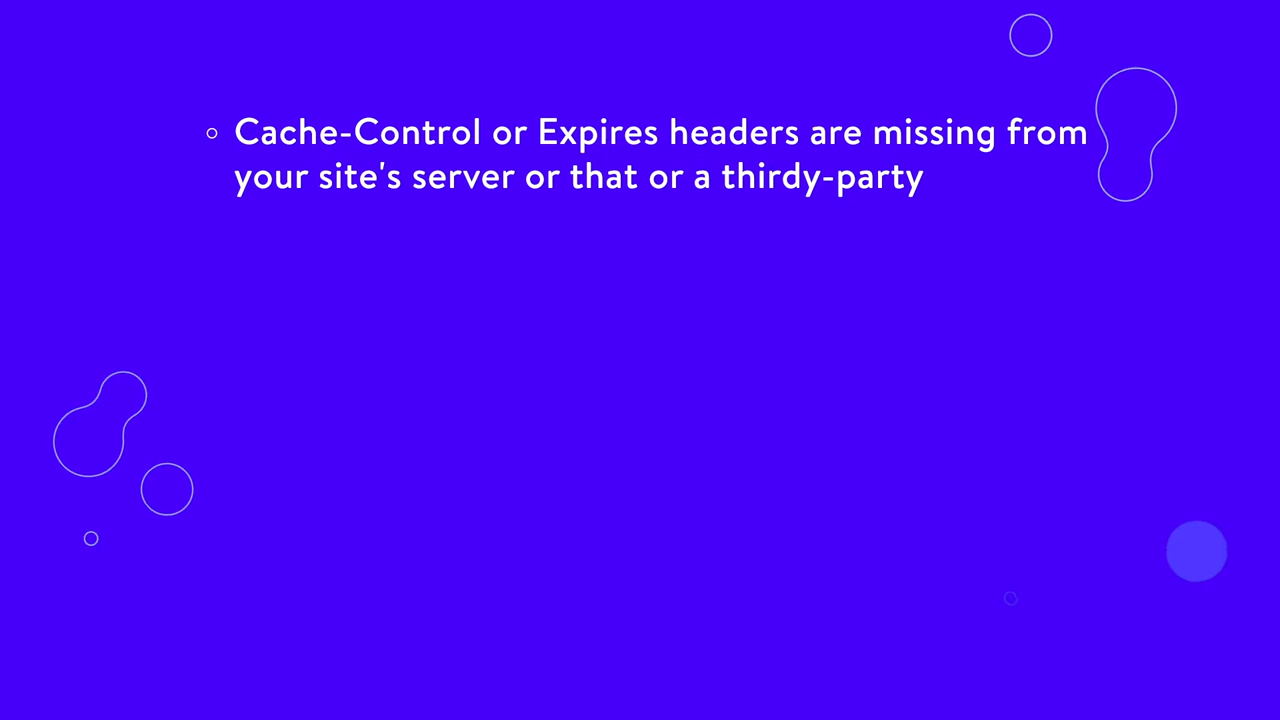 Cache-Control or Expires headers are missing from
your site's server or that or a thirdy-party